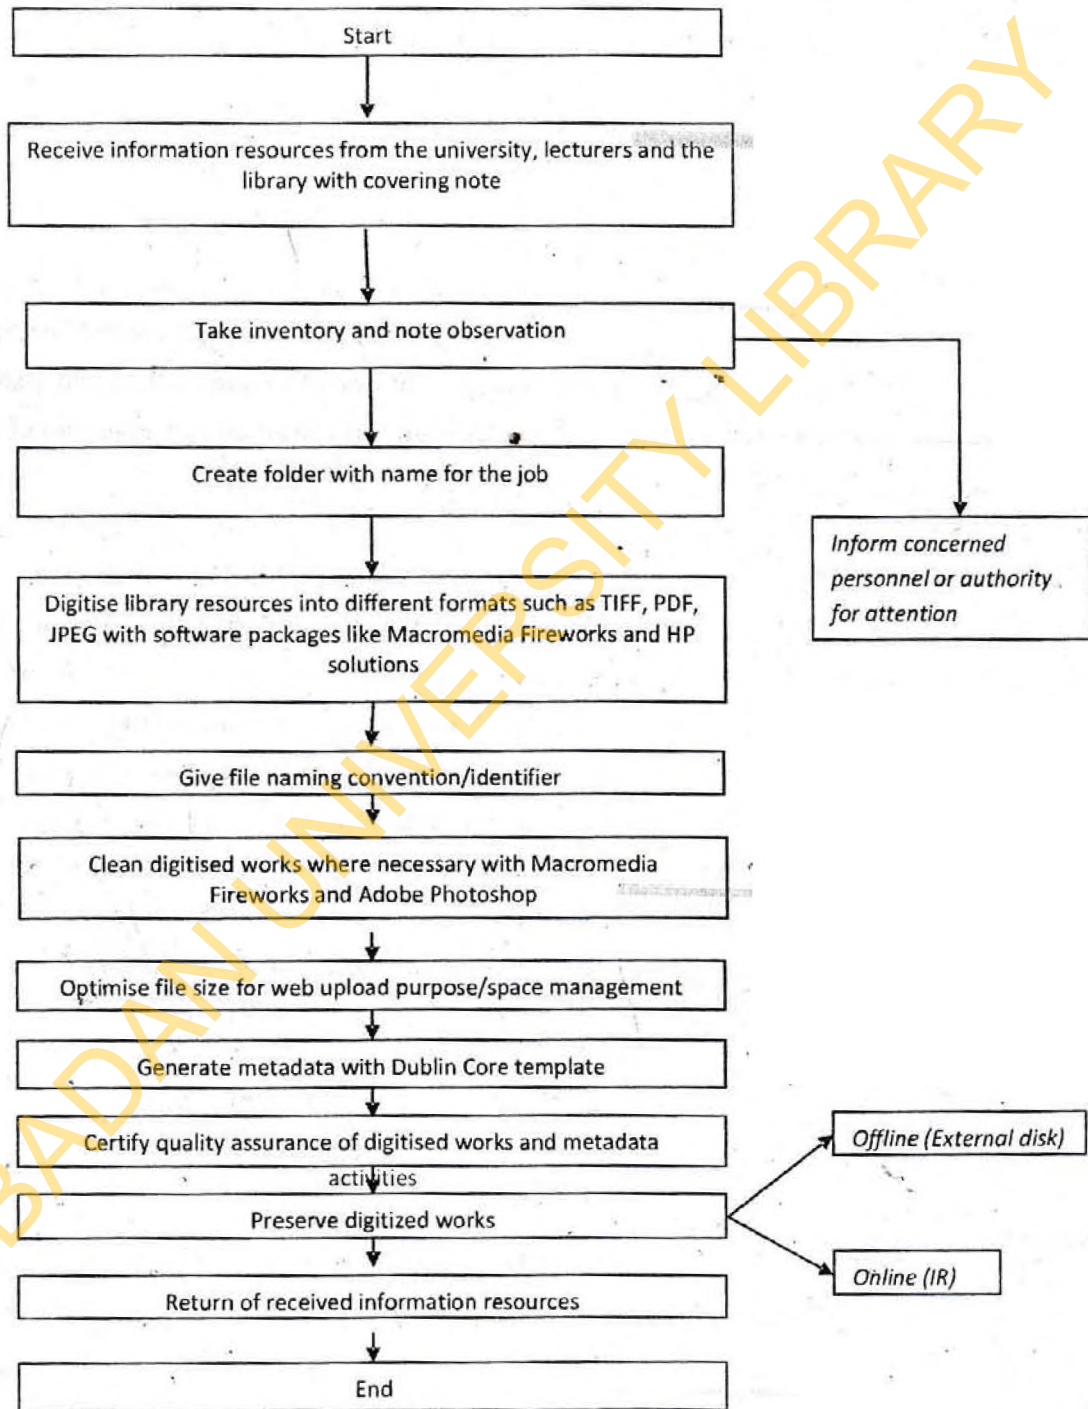 Start
Receive information resources from the university, lecturers and the
library with covering note
Take inventory and note observation
Create folder with name for the job
Inform concerned
personnel or authority
for attention
Digitise library resources into different formats such as TIFF, PDF,
JPEG with software packages like Macromedia Fireworks and HP
solutions
Give file naming convention/identifier
Clean digitised works where necessary with Macromedia
Fireworks and Adobe Photoshop
Optimise file size for web upload purpose/space management
Generate metadata with Dublin Core template
Certify quality assurance of digitised works and metadata
activities
Offline (External disk)
Preserve digitized works
Online (IR)
Return of received information resources
End
BADAN UNIVERSITY LIBRARY